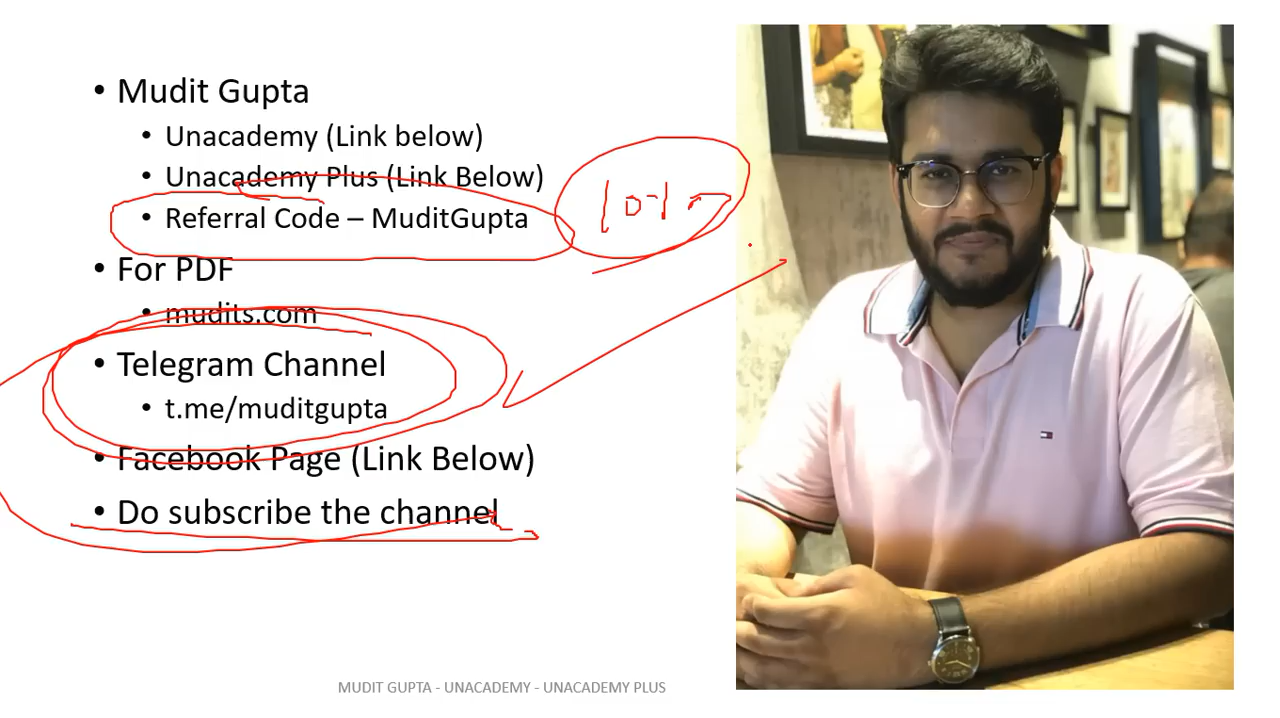 Mudit Gupta
Unacademy (Link below)
Unacademy Plus (Link Below)
Referral Code – MuditGupta
10%
For PDF
mudits.com
Telegram Channel
t.me/muditgupta
Facebook Page (Link Below)
Do subscribe the channel
MUDIT GUPTA - UNACADEMY - UNACADEMY PLUS